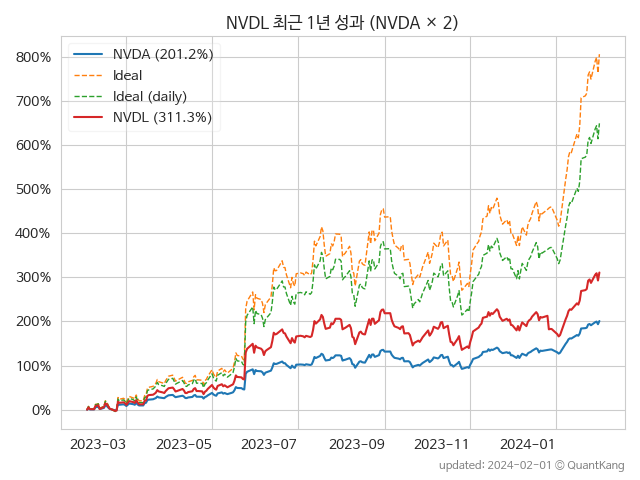 NVDL 최근 1년 성과 (NVDA × 2)
NVDA (201.2%)
Ideal
Ideal (daily)
NVDL (311.3%)
800%
700%
600%
500%
400%
300%
200%
100%
0%
2023-03
2023-05
2023-07
2023-09
2023-11
2024-01
updated: 2024-02-01 © QuantKang